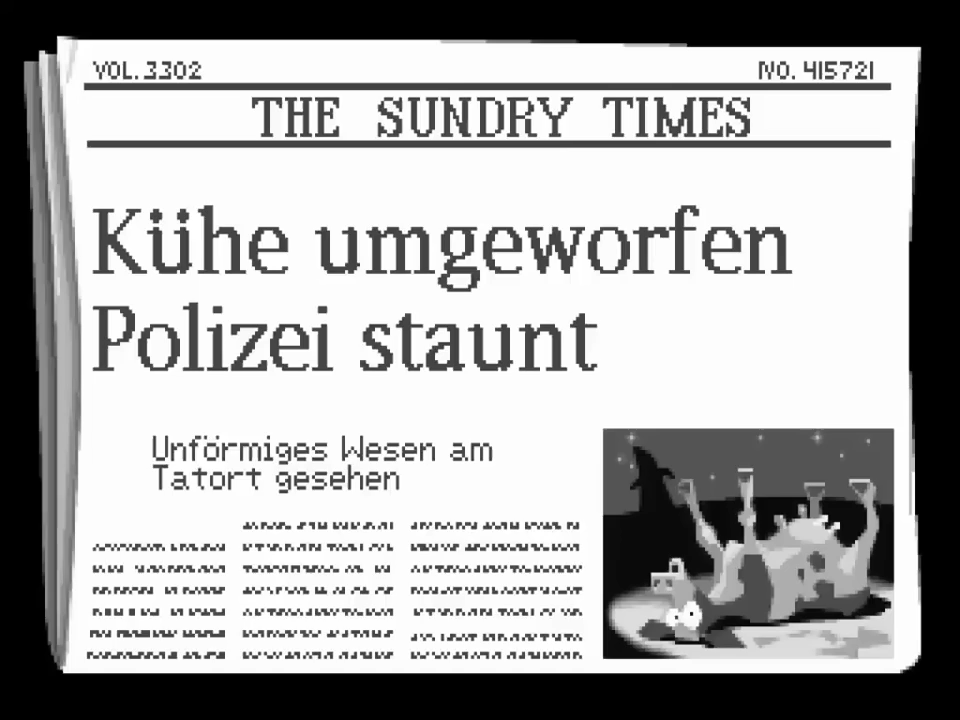 VOL. 3302 NO. 415721
THE SUNDRY TIMES
Kühe umgeworfen
Polizei staunt
Unförmiges Wesen am
Tatort gesehen